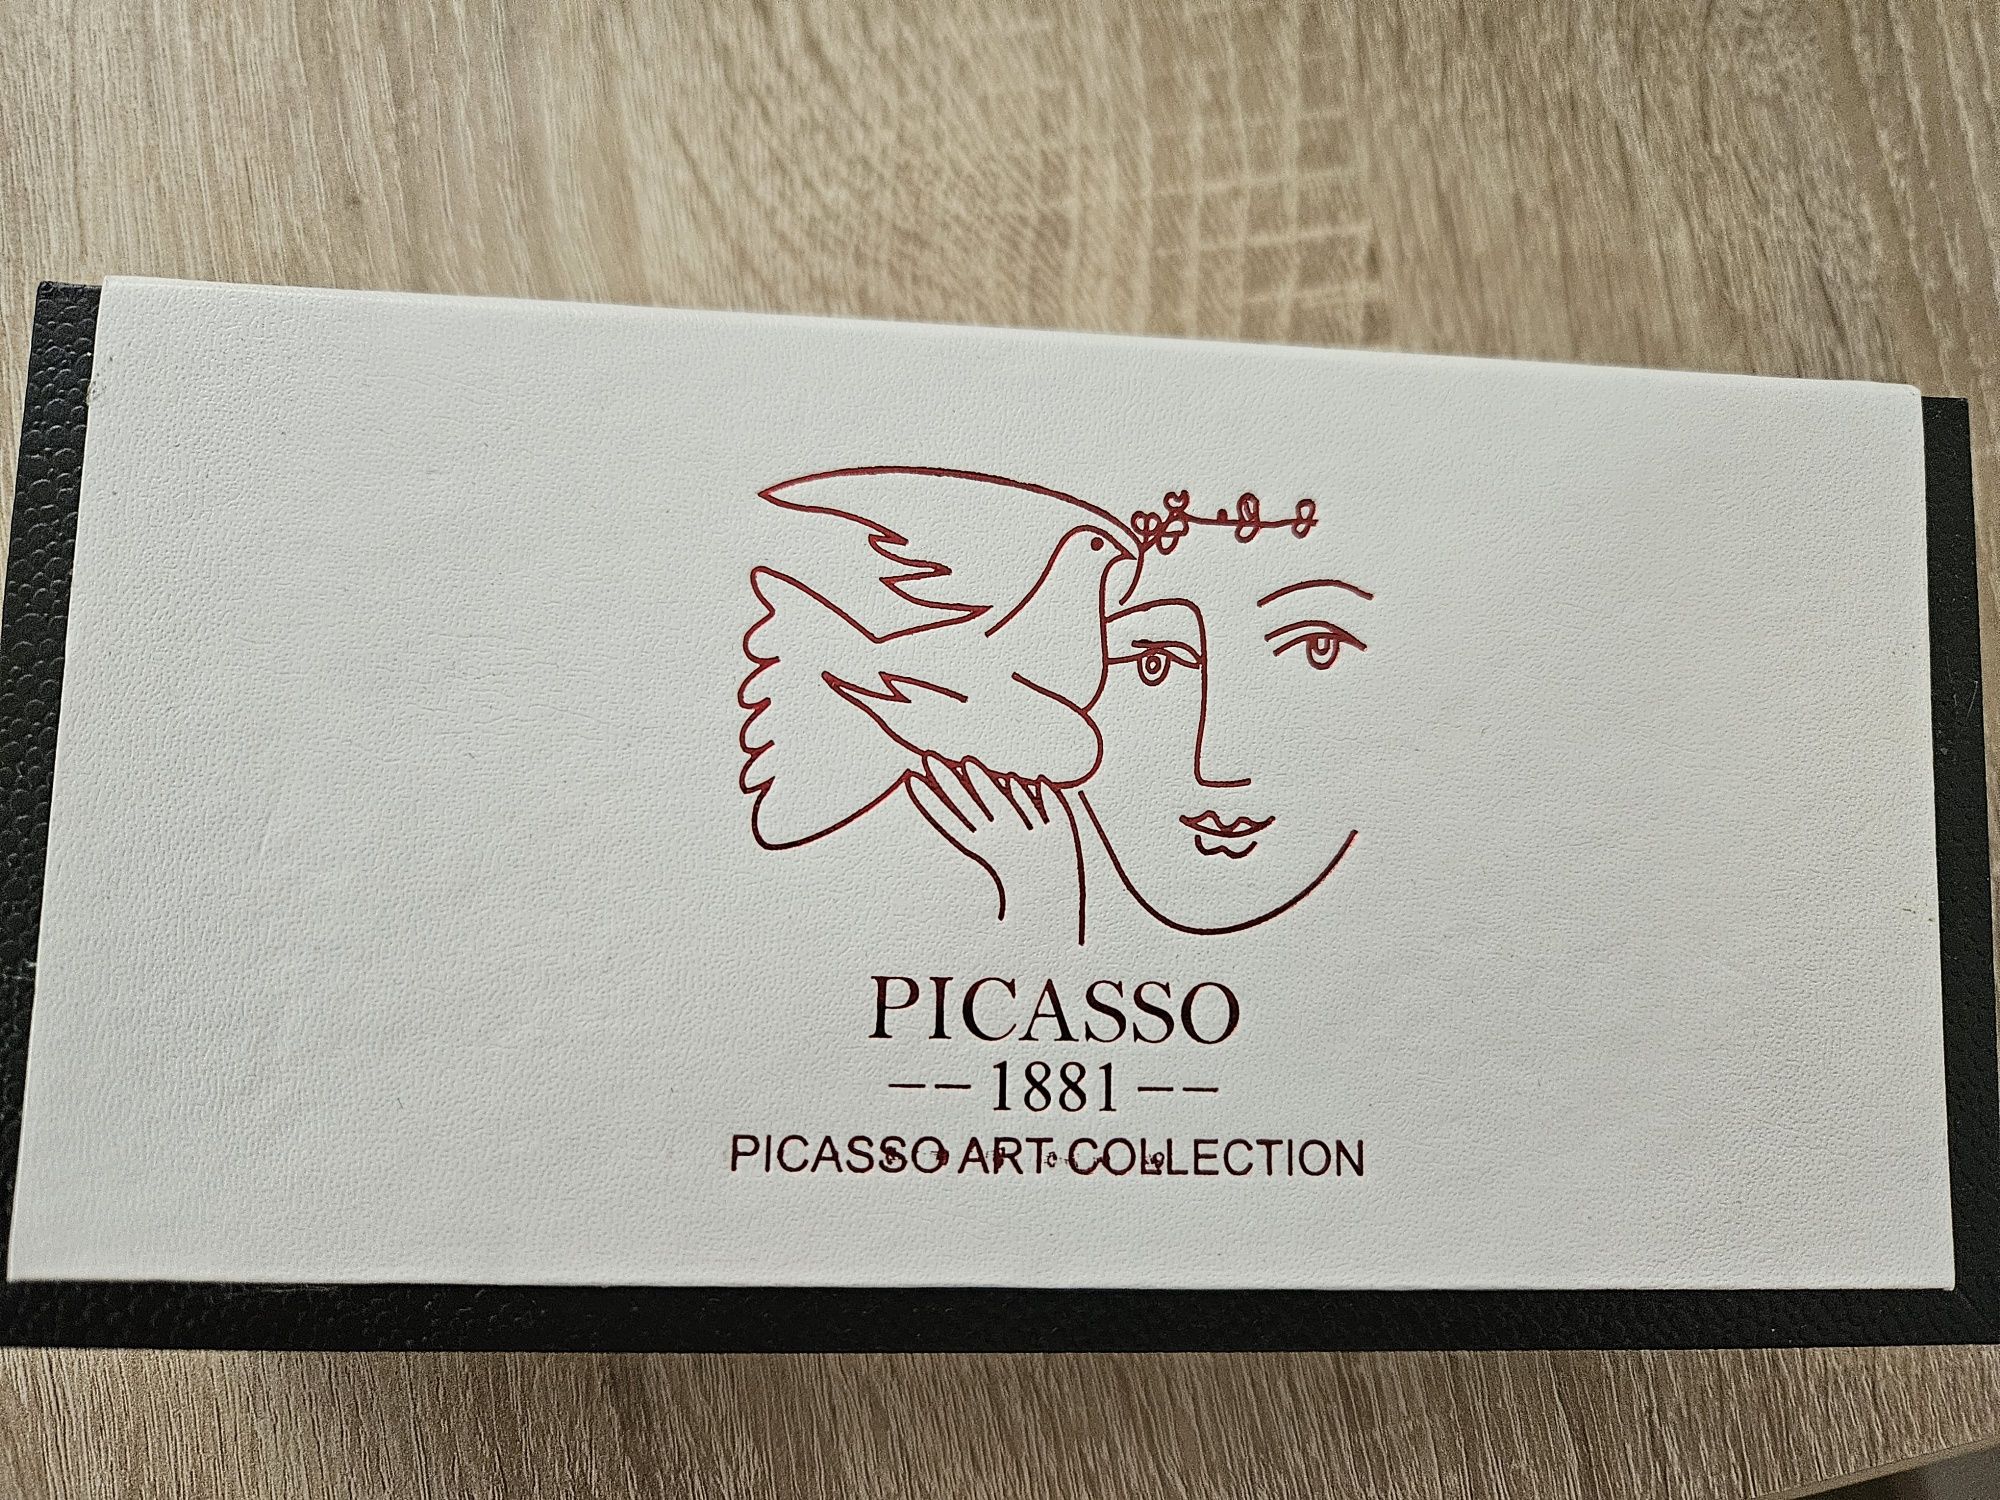 PICASSO
-- 1881 --
PICASSO ART COLLECTION